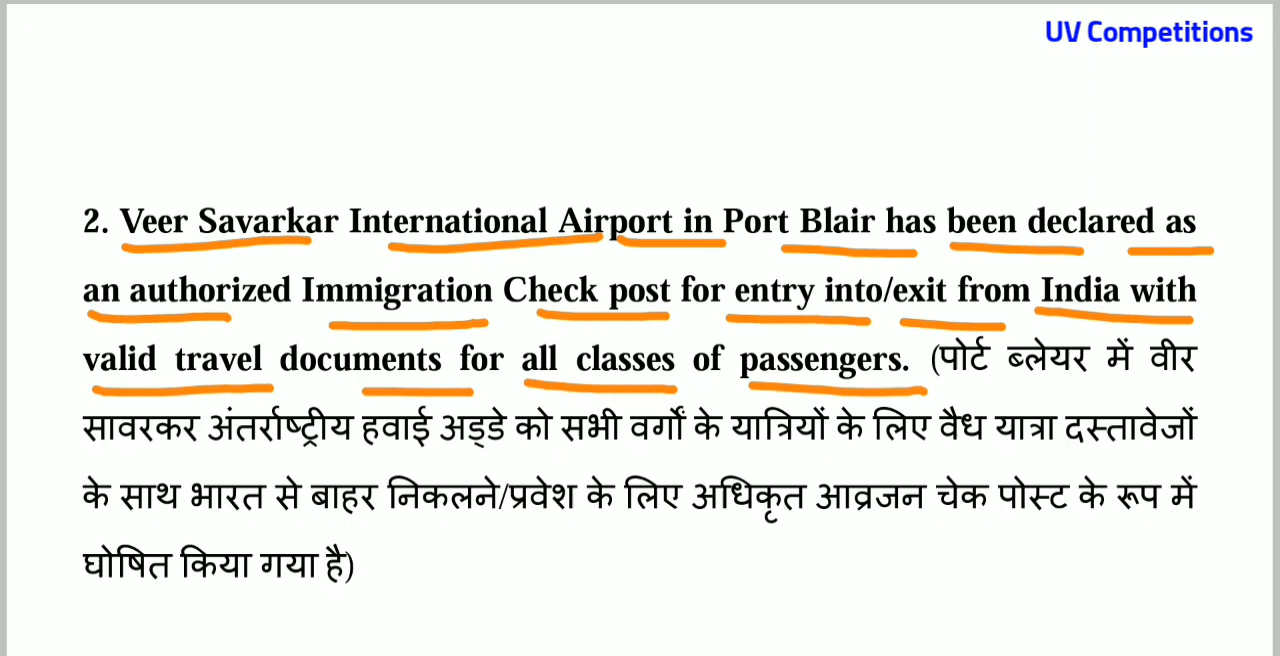 UV Competitions
2. Veer Savarkar International Airport in Port Blair has been declared as
an authorized Immigration Check post for entry into/exit from India with
valid travel documents for all classes of passengers. (पोर्ट ब्लेयर में वीर
सावरकर अंतर्राष्ट्रीय हवाई अड्डे को सभी वर्गों के यात्रियों के लिए वैध यात्रा दस्तावेजों
के साथ भारत से बाहर निकलने/प्रवेश के लिए अधिकृत आव्रजन चेक पोस्ट के रूप में
घोषित किया गया है)